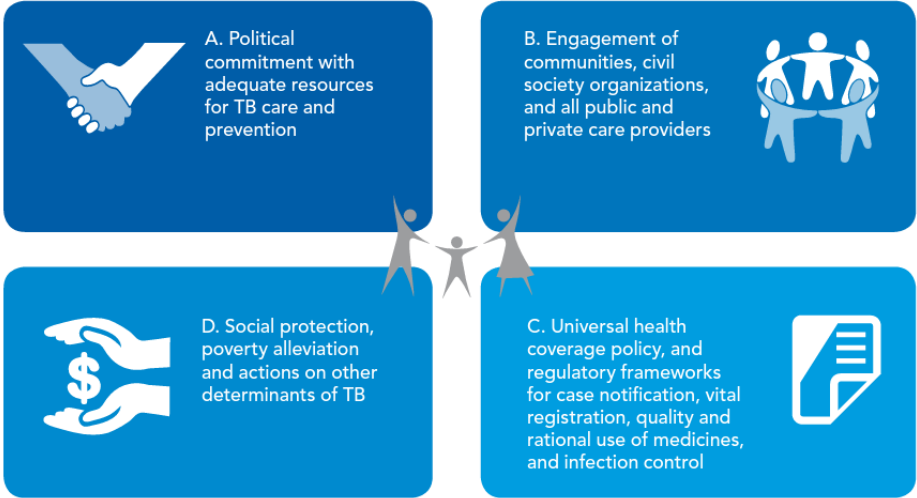 A. Political
commitment with
adequate resources
for TB care and
prevention
B. Engagement of
communities, civil
society organizations,
and all public and
private care providers
D. Social protection,
poverty alleviation
and actions on other
determinants of TB
$
C. Universal health
coverage policy, and
regulatory frameworks
for case notification, vital
registration, quality and
rational use of medicines,
and infection control